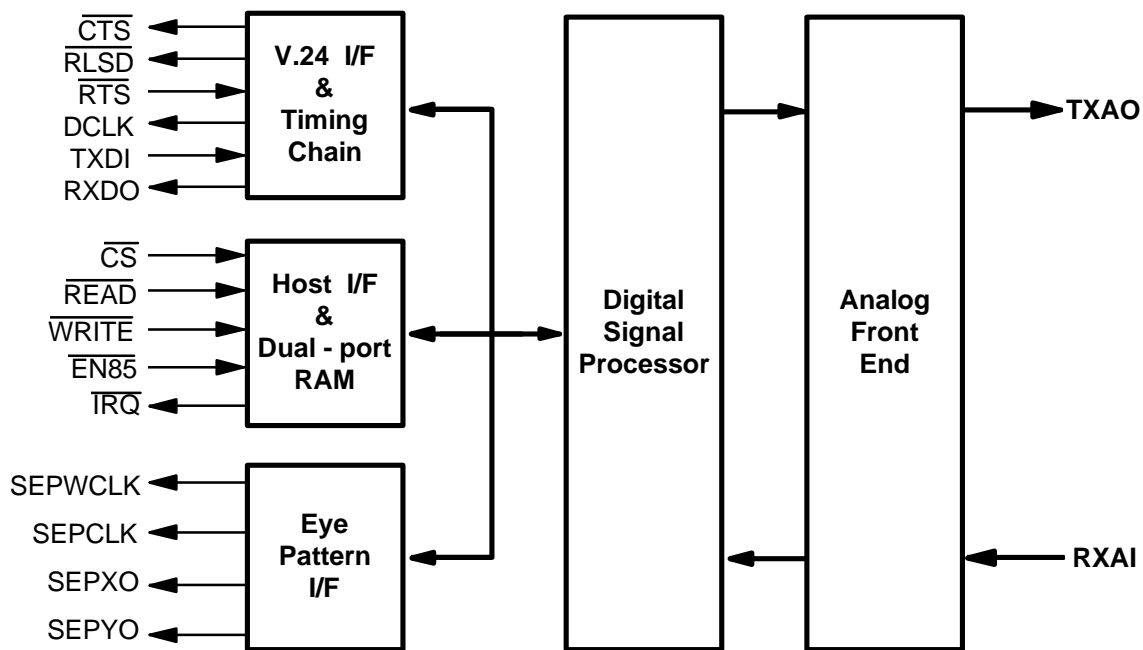 CTS
RLSD
RTS
DCLK
TXDI
RXDO
V.24 I/F
&
Timing
Chain
CS
READ
WRITE
EN85
IRQ
Host I/F
&
Dual - port
RAM
SEPWCLK
SEPCLK
SEPXO
SEPYO
Eye
Pattern
I/F
Digital
Signal
Processor
Analog
Front
End
TXAO
RXAI